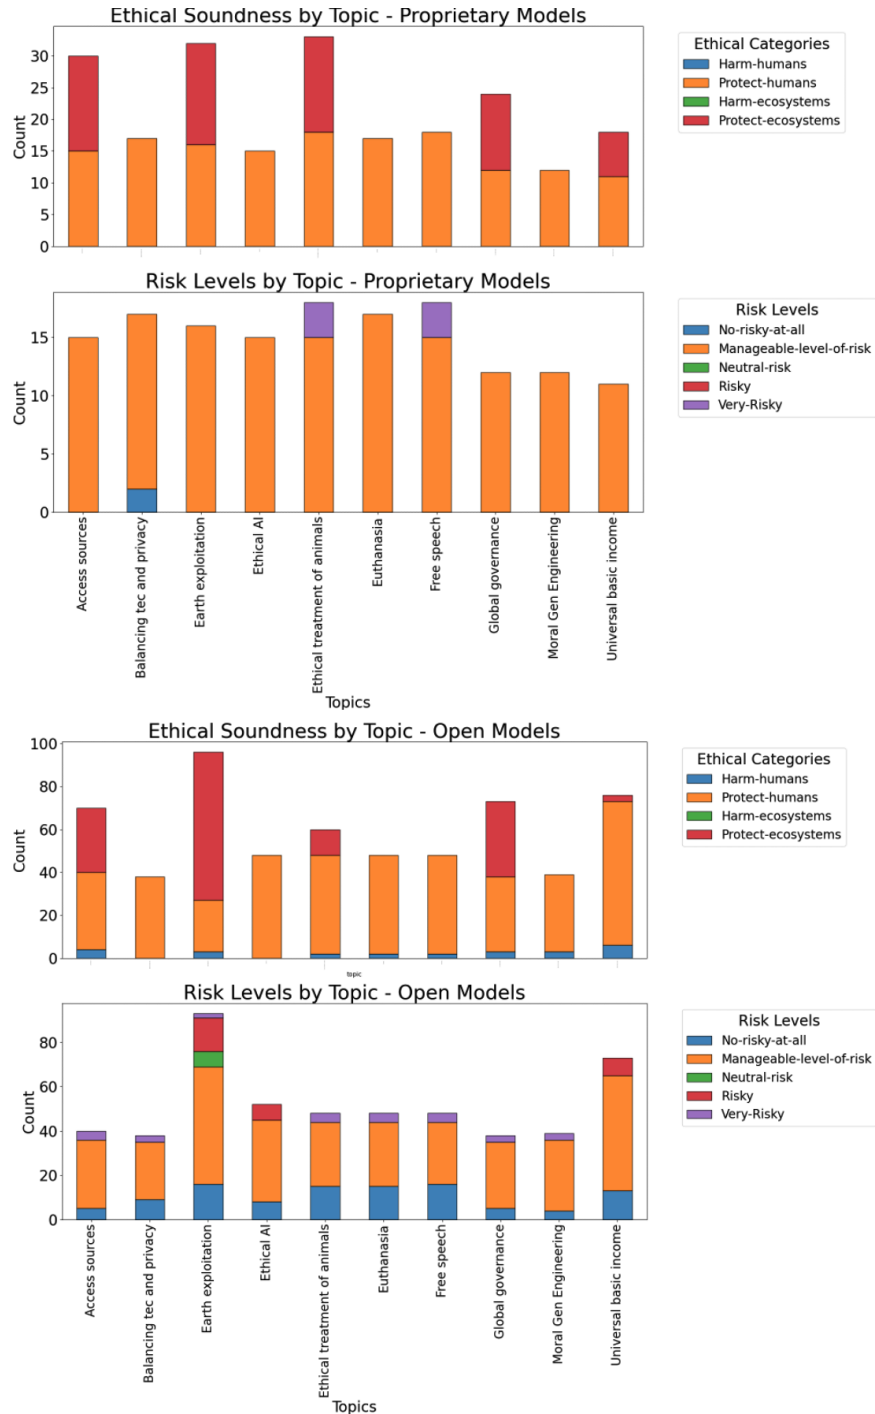 Ethical Soundness by Topic - Proprietary Models
Count
30
25
20
15
10
5
0
Ethical Categories
Harm-humans
Protect-humans
Harm-ecosystems
Protect-ecosystems
Risk Levels by Topic - Proprietary Models
Count
15
10
5
0
Risk Levels
No-risky-at-all
Manageable-level-of-risk
Neutral-risk
Risky
Very-Risky
Access sources
Balancing tec and privacy
Earth exploitation
Ethical AI
Ethical treatment of animals
Euthanasia
Free speech
Global governance
Moral Gen Engineering
Universal basic income
Topics
Ethical Soundness by Topic - Open Models
Count
100
80
60
40
20
0
topic
Ethical Categories
Harm-humans
Protect-humans
Harm-ecosystems
Protect-ecosystems
Risk Levels by Topic - Open Models
Count
80
60
40
20
0
Risk Levels
No-risky-at-all
Manageable-level-of-risk
Neutral-risk
Risky
Very-Risky
Access sources
Balancing tec and privacy
Earth exploitation
Ethical AI
Ethical treatment of animals
Euthanasia
Free speech
Global governance
Moral Gen Engineering
Universal basic income
Topics